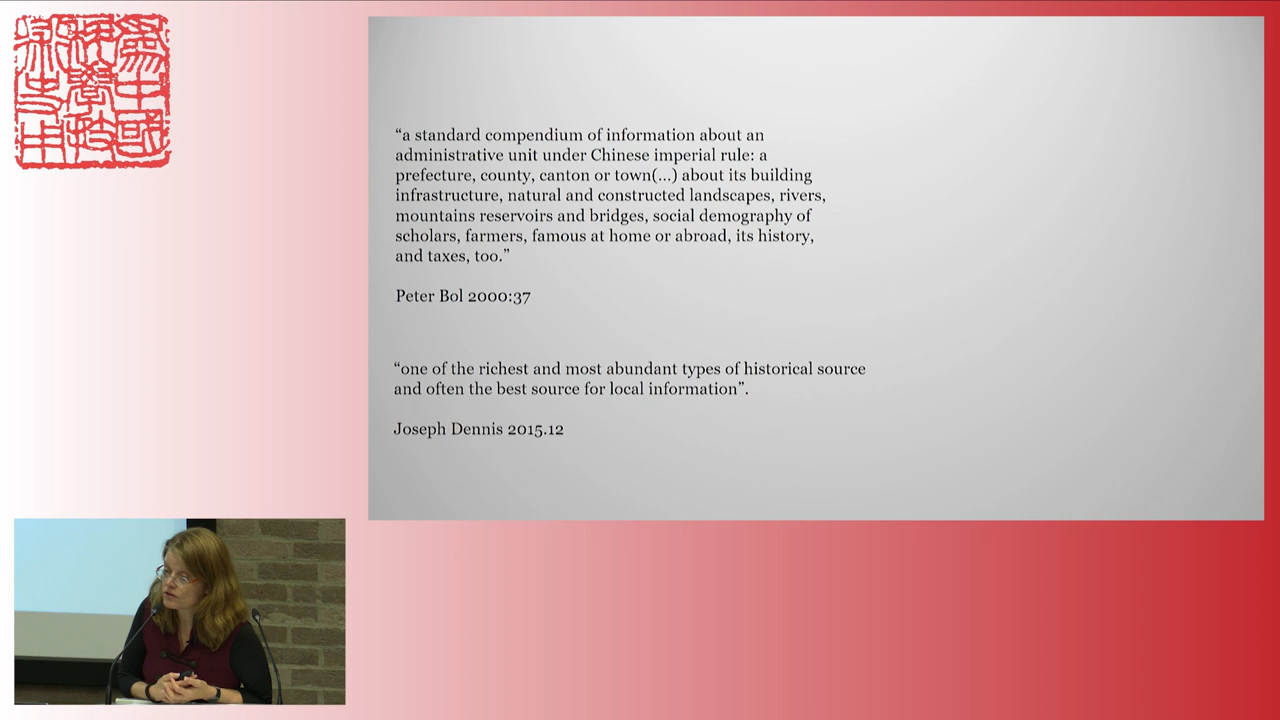 “a standard compendium of information about an
administrative unit under Chinese imperial rule: a
prefecture, county, canton or town(...) about its building
infrastructure, natural and constructed landscapes, rivers,
mountains reservoirs and bridges, social demography of
scholars, farmers, famous at home or abroad, its history,
and taxes, too.”
Peter Bol 2000:37
“one of the richest and most abundant types of historical source
and often the best source for local information”.
Joseph Dennis 2015.12